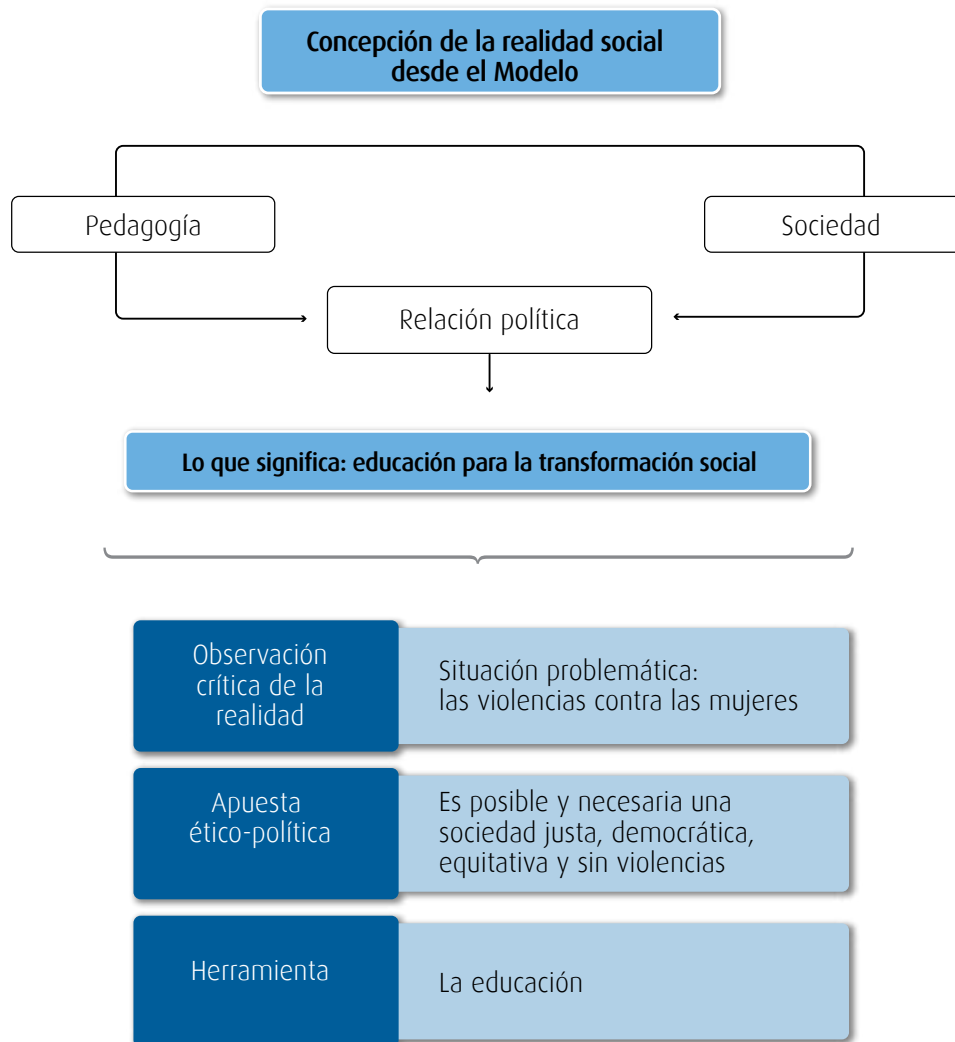 Concepción de la realidad social
desde el Modelo
Pedagogía
Sociedad
Relación política
Lo que significa: educación para la transformación social
Observación
crítica de la
realidad
Situación problemática:
las violencias contra las mujeres
Apuesta
ético-política
Es posible y necesaria una
sociedad justa, democrática,
equitativa y sin violencias
Herramienta
La educación